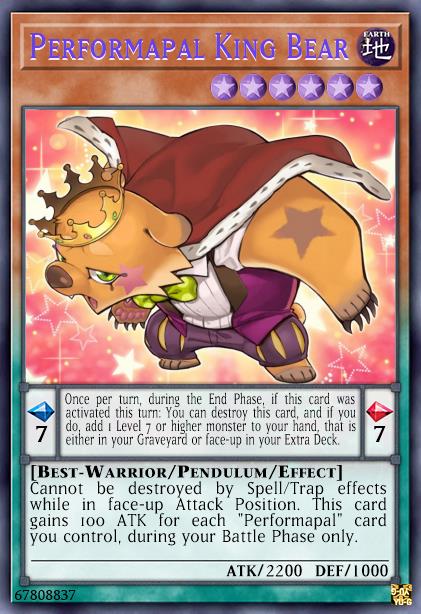 Performapal King Bear
EARTH
地
Once per turn, during the End Phase, if this card was
activated this turn: You can destroy this card, and if you
do, add 1 Level 7 or higher monster to your hand, that is
either in your Graveyard or face-up in your Extra Deck.
7
7
[Best-Warrior/Pendulum/Effect]
Cannot be destroyed by Spell/Trap effects
while in face-up Attack Position. This card
gains 100 ATK for each "Performapal" card
you control, during your Battle Phase only.
ATK/2200 DEF/1000
67808837